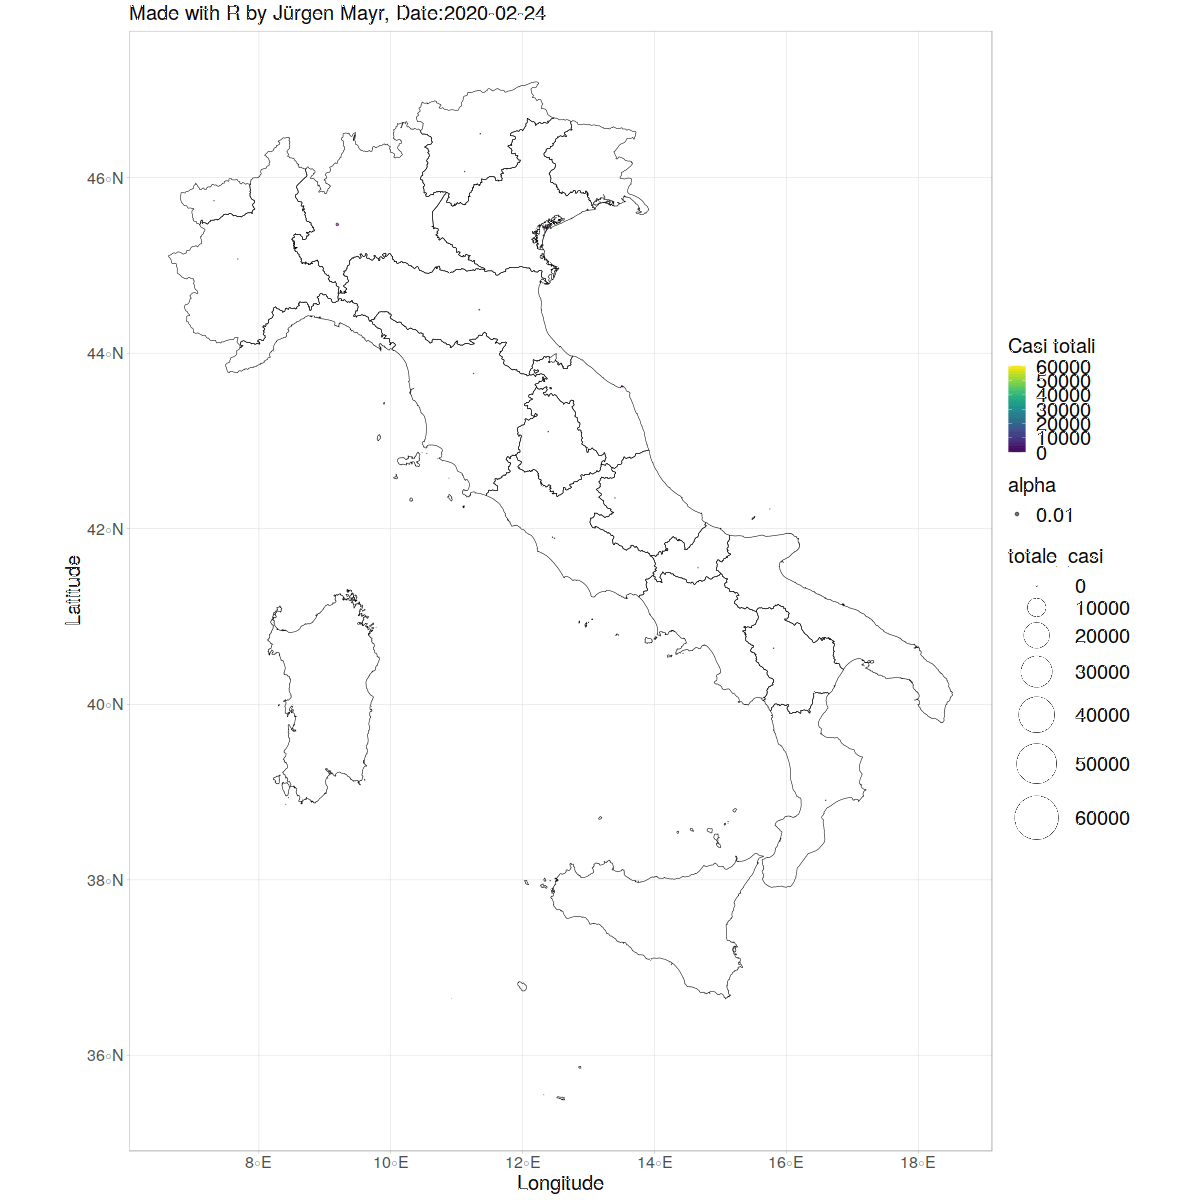 Made with R by Jürgen Mayr, Date:2020-02-24
46°N
44°N
42°N
40°N
38°N
36°N
Latitude
8°E
10°E
12°E
14°E
16°E
18°E
Longitude
Casi totali
60000
50000
40000
30000
20000
10000
0
alpha
0.01
totale_casi
0
10000
20000
30000
40000
50000
60000